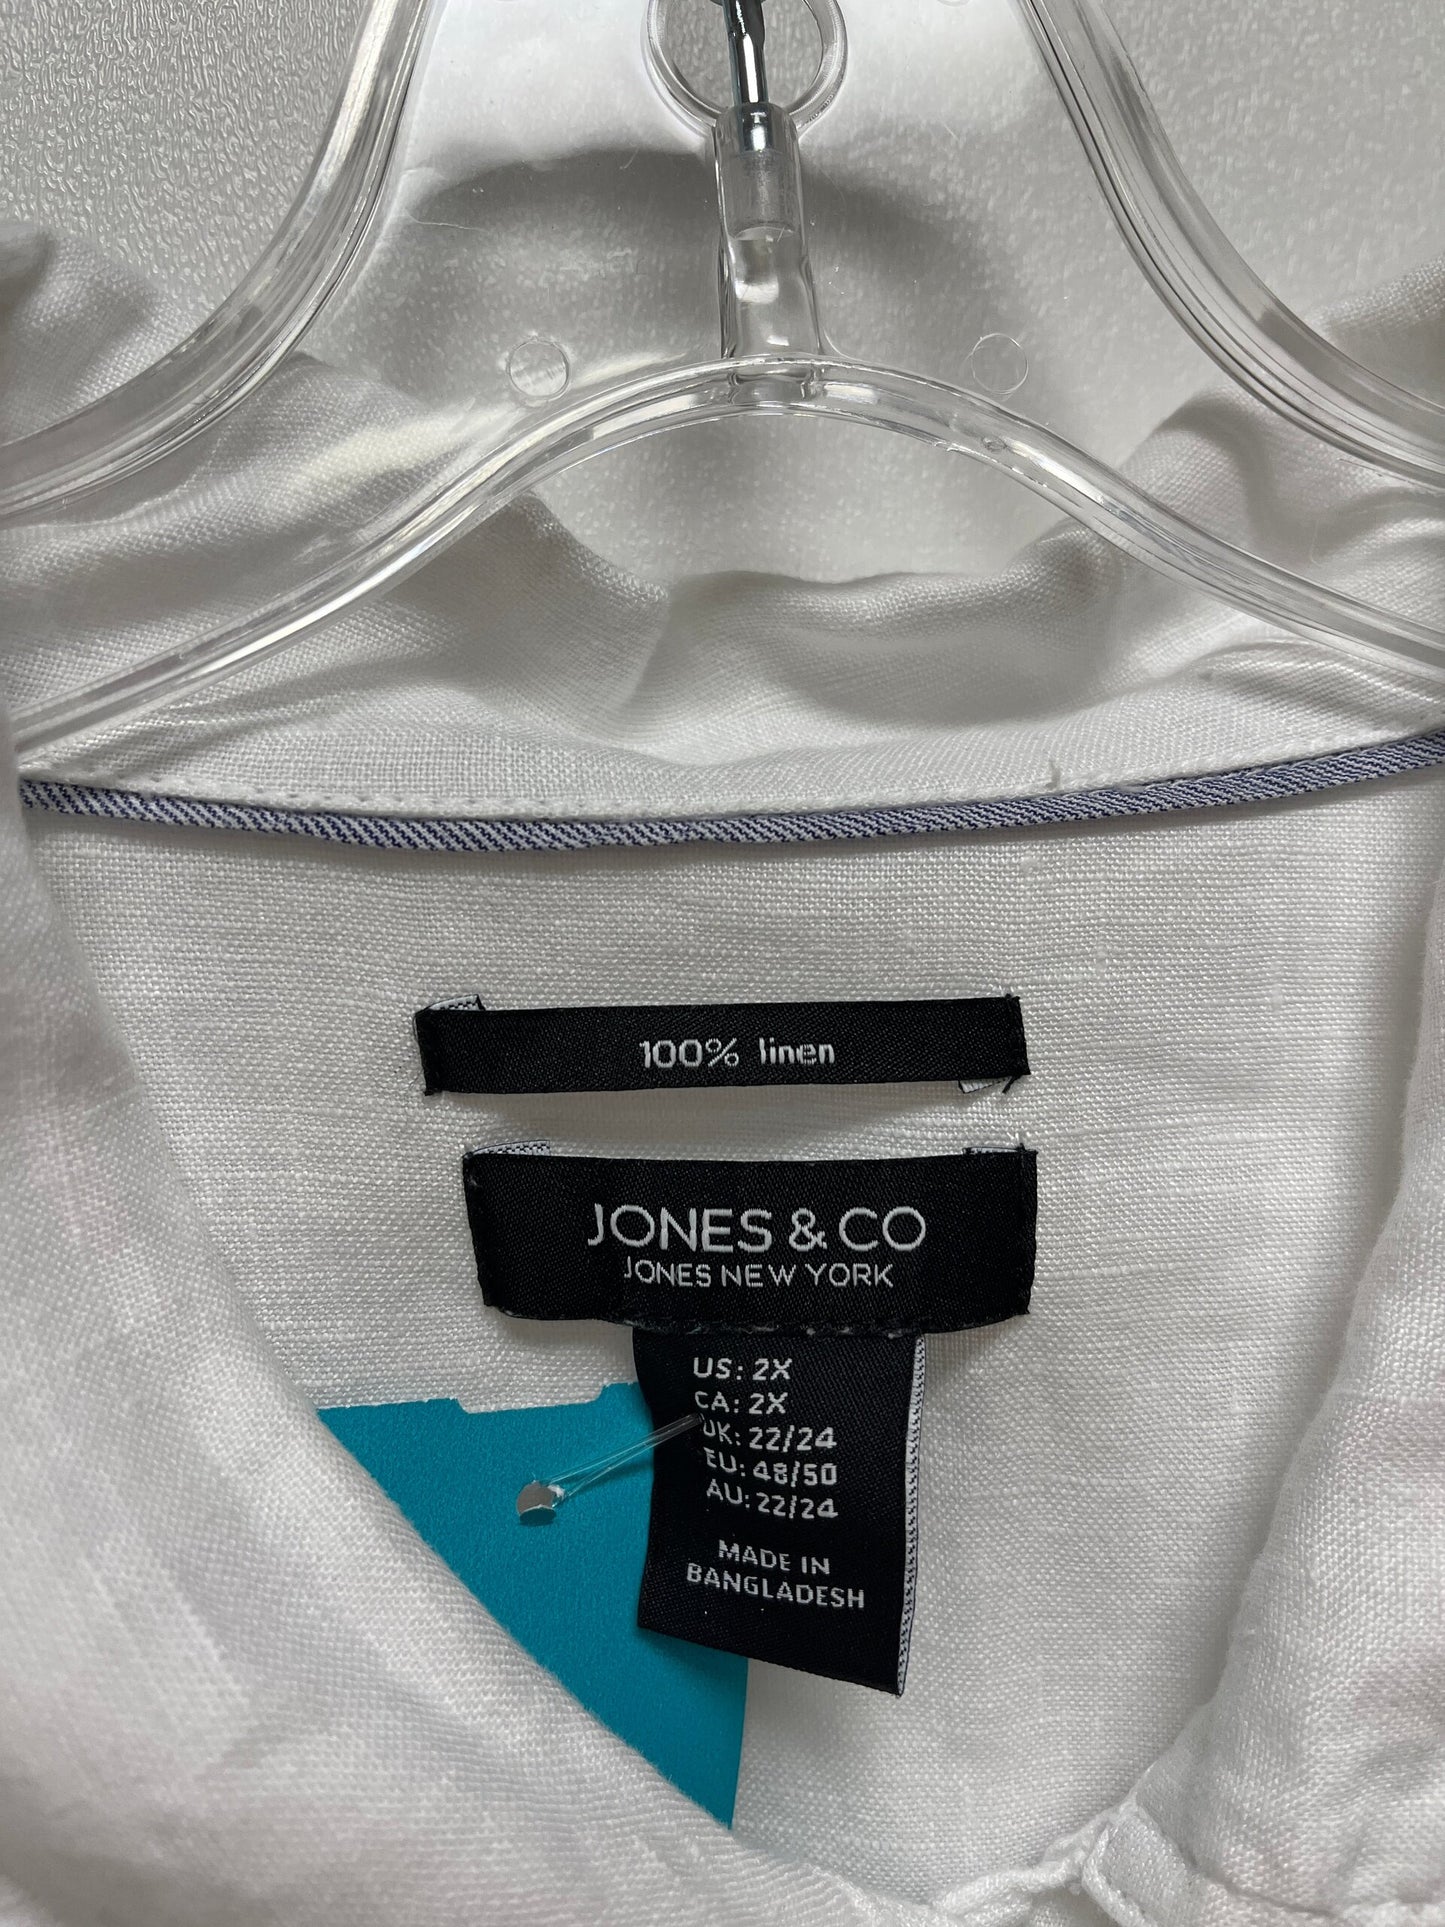 100% linen
JONES & CO
JONES NEW YORK
US: 2X
CA: 2X
UK: 22/24
EU: 48/50
AU: 22/24
MADE IN
BANGLADESH